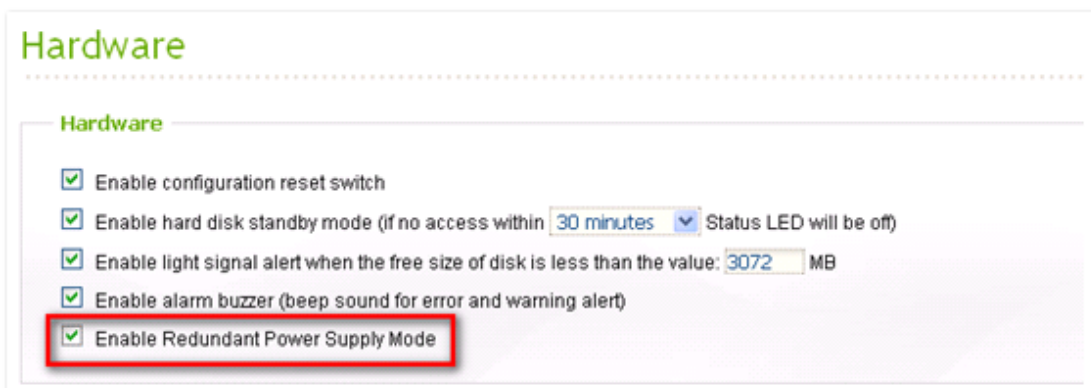 Hardware
Hardware
Enable configuration reset switch
Enable hard disk standby mode (if no access within 30 minutes Status LED will be off)
Enable light signal alert when the free size of disk is less than the value: 3072 MB
Enable alarm buzzer (beep sound for error and warning alert)
Enable Redundant Power Supply Mode